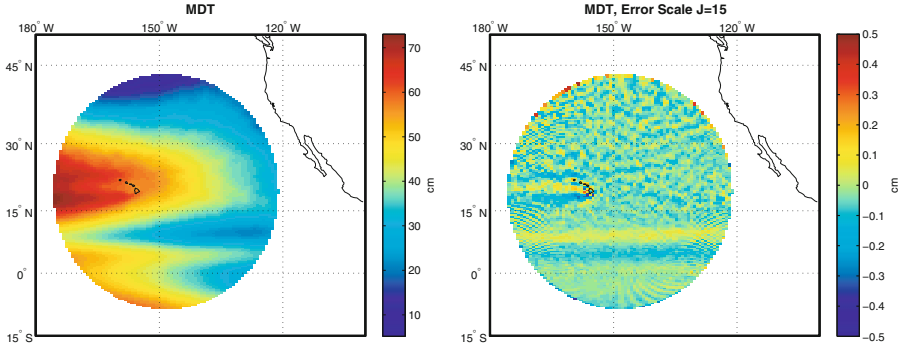 MDT
180° W 150° W 120° W
45° N
30° N
15° N
0°
15° S
70
60
50
40
30
20
10
cm
MDT, Error Scale J=15
180° W 150° W 120° W
45° N
30° N
15° N
0°
15° S
0.5
0.4
0.3
0.2
0.1
0
-0.1
-0.2
-0.3
-0.4
-0.5
cm